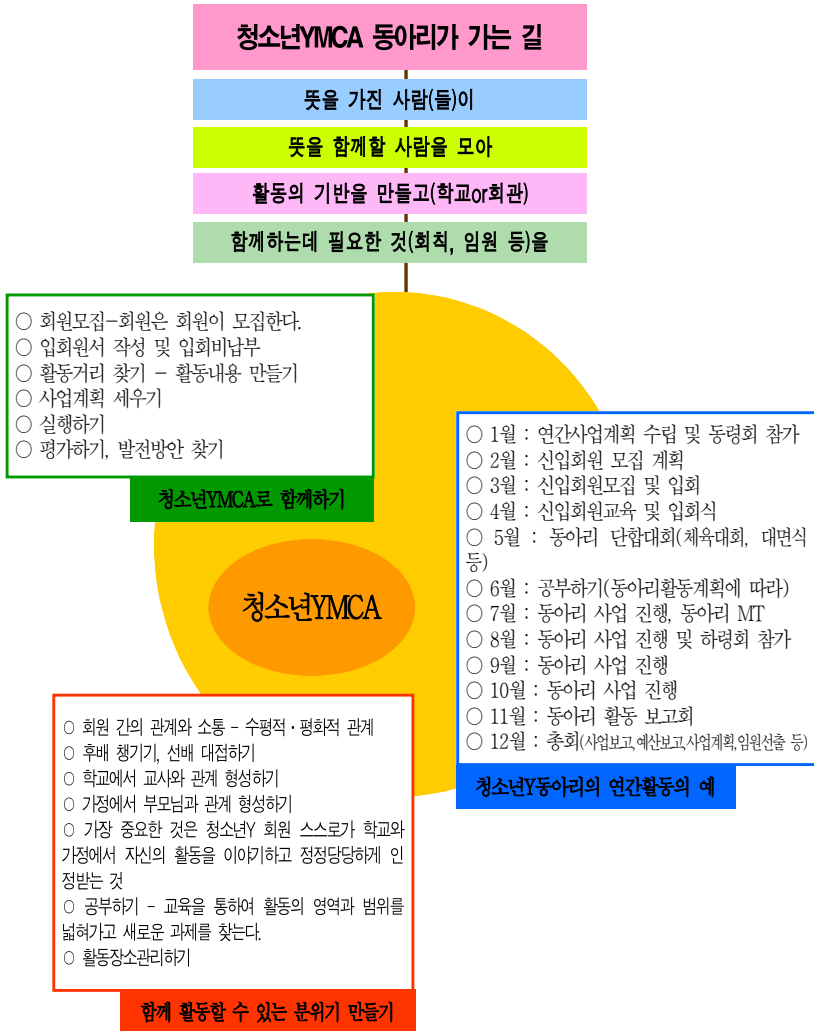 청소년YMCA 동아리가 가는 길
뜻을 가진 사람(들)이
뜻을 함께할 사람을 모아
활동의 기반을 만들고(학교or회관)
함께하는데 필요한 것(회칙, 임원 등)을
○ 회원모집-회원은 회원이 모집한다.
○ 입회원서 작성 및 입회비납부
○ 활동거리 찾기 - 활동내용 만들기
○ 사업계획 세우기
○ 실행하기
○ 평가하기, 발전방안 찾기
청소년YMCA로 함께하기
○ 1월 : 연간사업계획 수립 및 동령회 참가
○ 2월 : 신입회원 모집 계획
○ 3월 : 신입회원모집 및 입회
○ 4월 : 신입회원교육 및 입회식
○ 5월 : 동아리 단합대회(체육대회, 대면식
등)
○ 6월 : 공부하기(동아리활동계획에 따라)
○ 7월 : 동아리 사업 진행, 동아리 MT
○ 8월 : 동아리 사업 진행 및 하령회 참가
○ 9월 : 동아리 사업 진행
○ 10월 : 동아리 사업 진행
○ 11월 : 동아리 활동 보고회
○ 12월 : 총회(사업보고,예산보고,사업계획,임원선출 등)
청소년Y동아리의 연간활동의 예
청소년YMCA
○ 회원 간의 관계와 소통 - 수평적·평화적 관계
○ 후배 챙기기, 선배 대접하기
○ 학교에서 교사와 관계 형성하기
○ 가정에서 부모님과 관계 형성하기
○ 가장 중요한 것은 청소년Y 회원 스스로가 학교와
가정에서 자신의 활동을 이야기하고 정정당당하게 인
정받는 것
○ 공부하기 - 교육을 통하여 활동의 영역과 범위를
넓혀가고 새로운 과제를 찾는다.
○ 활동장소관리하기
함께 활동할 수 있는 분위기 만들기